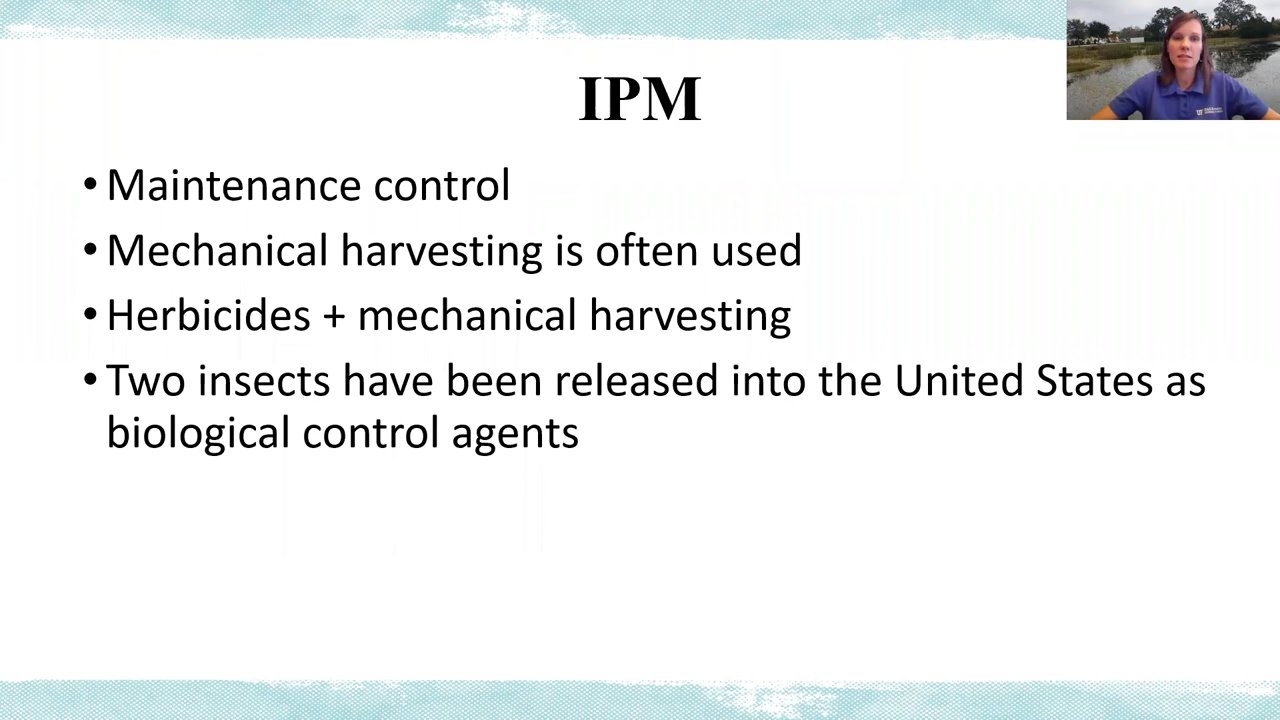 IPM
• Maintenance control
• Mechanical harvesting is often used
• Herbicides + mechanical harvesting
• Two insects have been released into the United States as
biological control agents